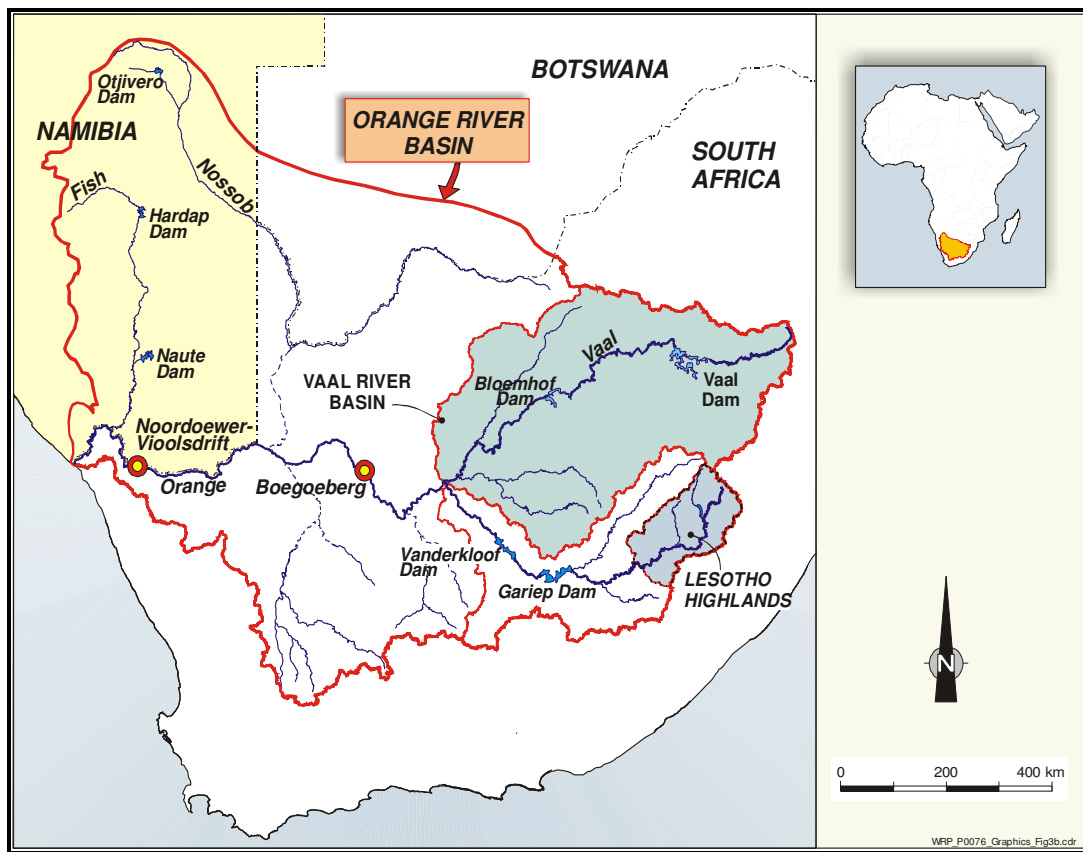 BOTSWANA
Otjivero
Dam
NAMIBIA
ORANGE RIVER
BASIN
SOUTH
AFRICA
Fish
Nossob
Hardap
Dam
Naute
Dam
VAAL RIVER
BASIN
Vaal
Bloemhof
Dam
Vaal
Dam
Noordoewer-
Vioolsdrift
Orange
Boegoeberg
Vanderkloof
Dam
Gariep Dam
LESOTHO
HIGHLANDS
N
0 200 400 km
WRP_P0076_Graphics_Fig3b.cdr